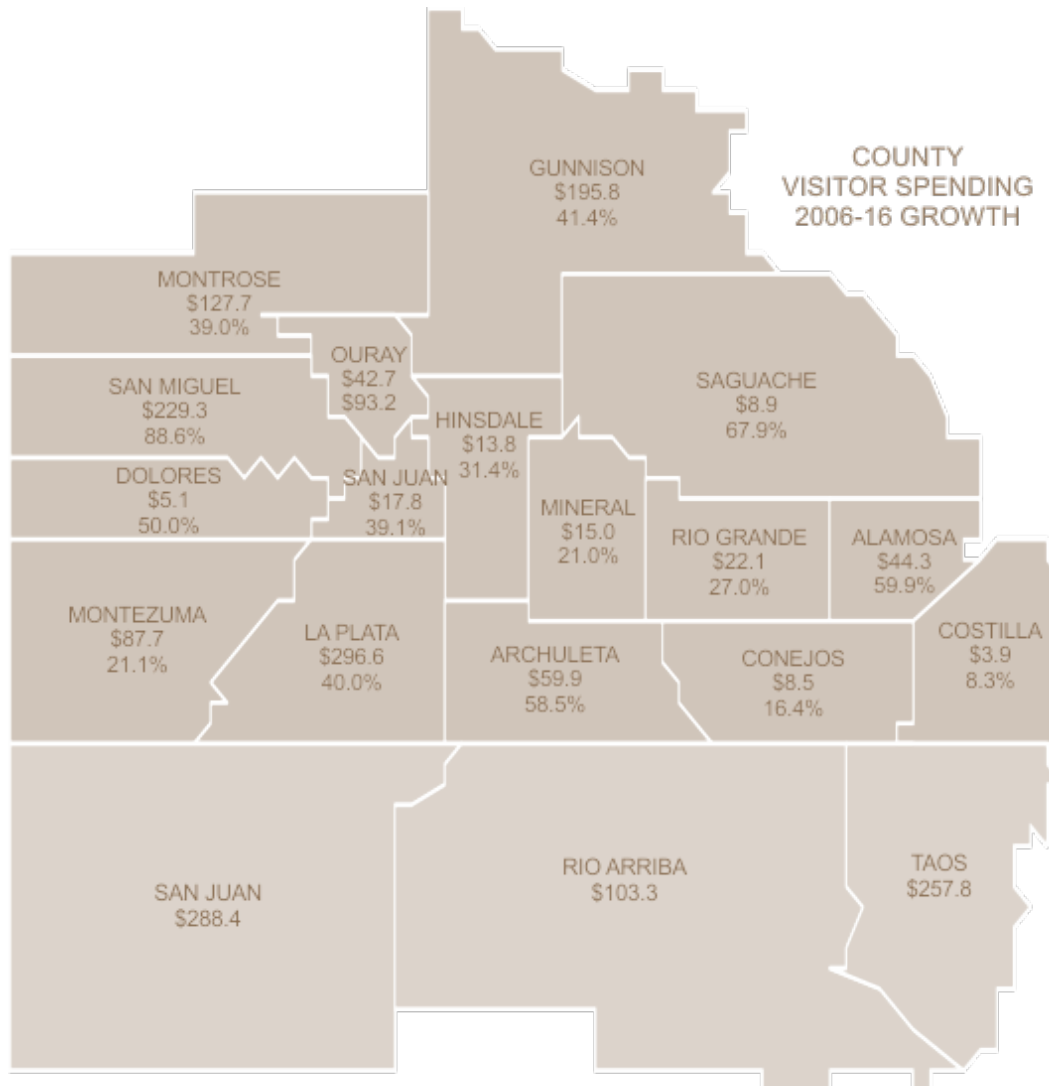 COUNTY
VISITOR SPENDING
2006-16 GROWTH
GUNNISON
$195.8
41.4%
MONTROSE
$127.7
39.0%
OURAY
$42.7
$93.2
SAN MIGUEL
$229.3
88.6%
SAGUACHE
$8.9
67.9%
HINSDALE
$13.8
31.4%
DOLORES
$5.1
50.0%
SAN JUAN
$17.8
39.1%
MINERAL
$15.0
21.0%
RIO GRANDE
$22.1
27.0%
ALAMOSA
$44.3
59.9%
MONTEZUMA
$87.7
21.1%
LA PLATA
$296.6
40.0%
ARCHULETA
$59.9
58.5%
CONEJOS
$8.5
16.4%
COSTILLA
$3.9
8.3%
SAN JUAN
$288.4
RIO ARRIBA
$103.3
TAOS
$257.8